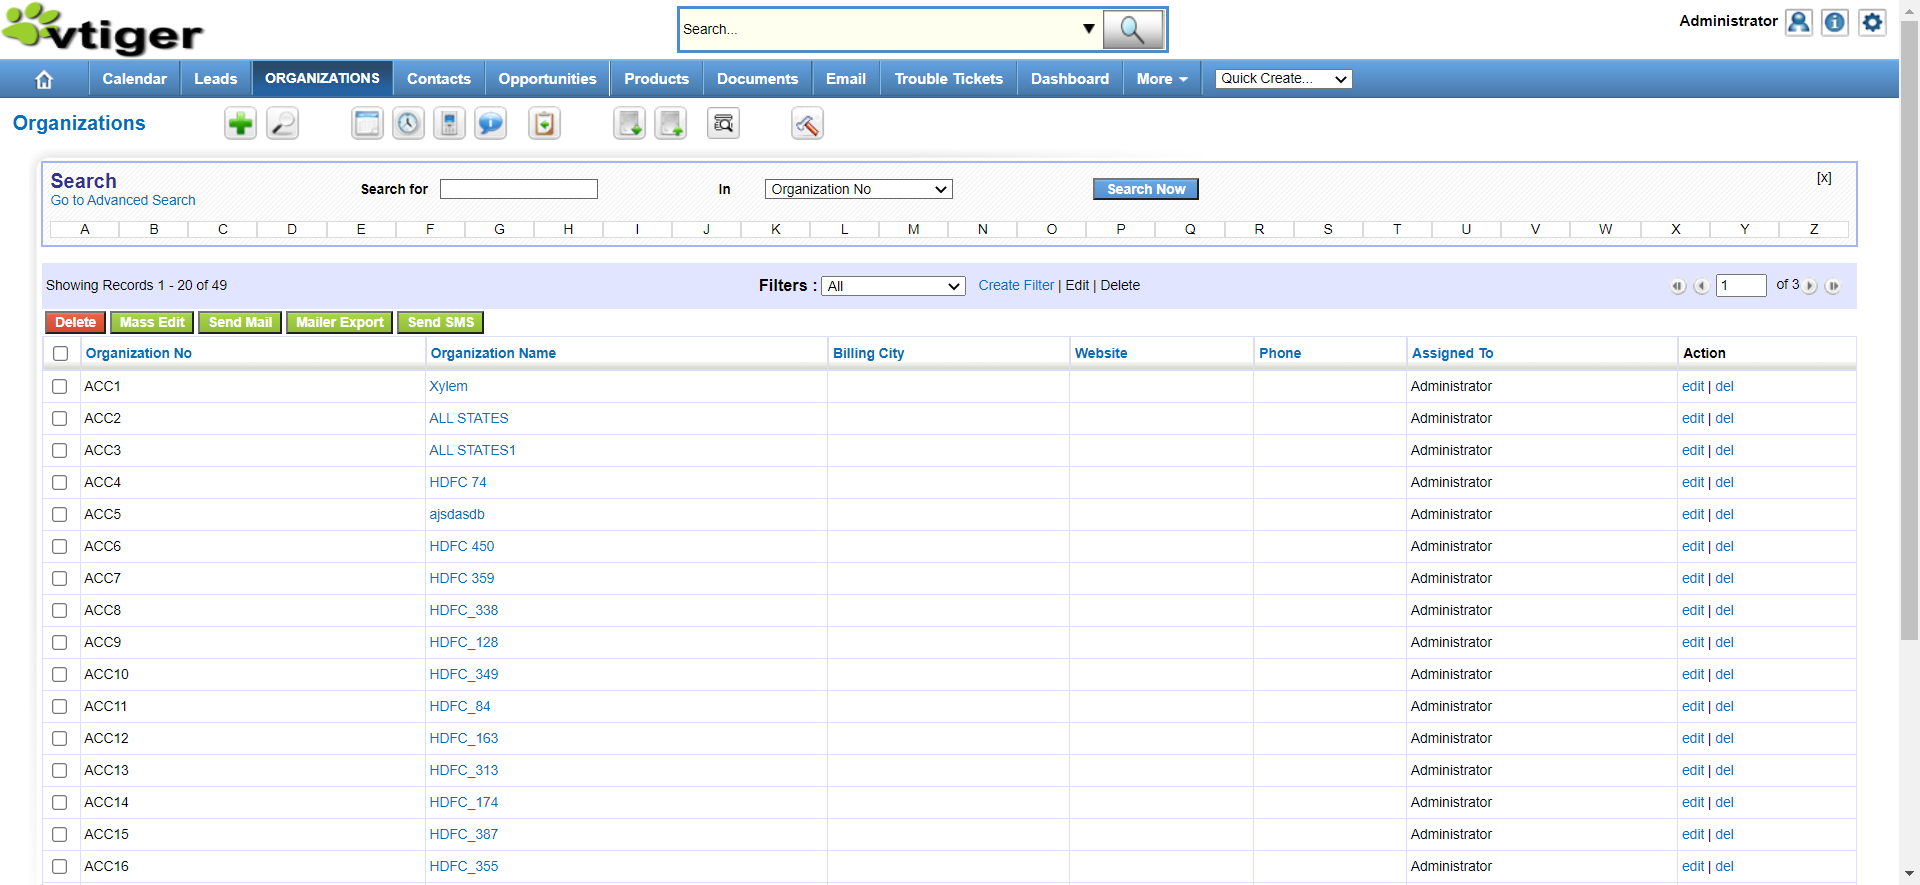 vtiger
Search...
Administrator
Calendar Leads ORGANIZATIONS Contacts Opportunities Products Documents Email Trouble Tickets Dashboard More Quick Create...
Organizations
Search
Go to Advanced Search
Search for In Organization No Search Now [x]
A B C D E F G H I J K L M N O P Q R S T U V W X Y Z
Showing Records 1 - 20 of 49 Filters : All Create Filter | Edit | Delete 1 of 3
Delete Mass Edit Send Mail Mailer Export Send SMS
Organization No Organization Name Billing City Website Phone Assigned To Action
ACC1 Xylem Administrator edit | del
ACC2 ALL STATES Administrator edit | del
ACC3 ALL STATES1 Administrator edit | del
ACC4 HDFC 74 Administrator edit | del
ACC5 ajsdasdb Administrator edit | del
ACC6 HDFC 450 Administrator edit | del
ACC7 HDFC 359 Administrator edit | del
ACC8 HDFC_338 Administrator edit | del
ACC9 HDFC_128 Administrator edit | del
ACC10 HDFC_349 Administrator edit | del
ACC11 HDFC_84 Administrator edit | del
ACC12 HDFC_163 Administrator edit | del
ACC13 HDFC_313 Administrator edit | del
ACC14 HDFC_174 Administrator edit | del
ACC15 HDFC_387 Administrator edit | del
ACC16 HDFC_355 Administrator edit | del